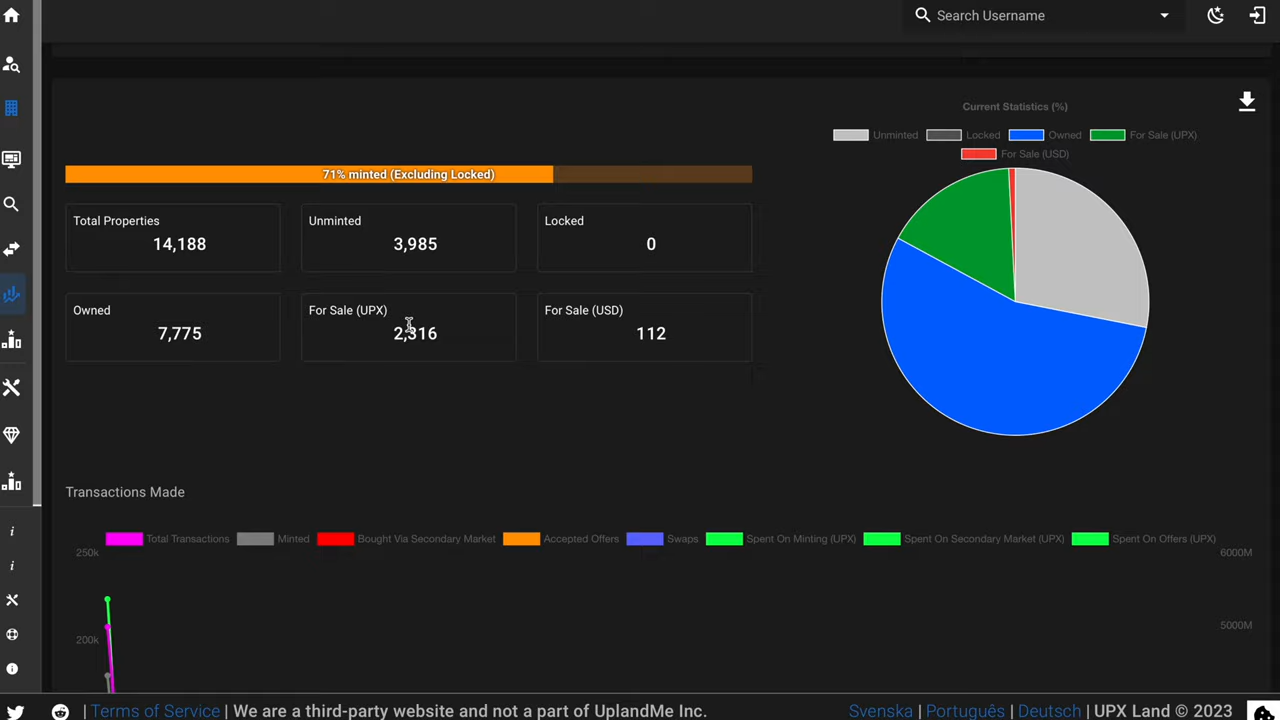 Search Username
Current Statistics (%)
Unminted Locked Owned For Sale (UPX)
For Sale (USD)
71% minted (Excluding Locked)
Total Properties
14,188
Unminted
3,985
Locked
0
Owned
7,775
For Sale (UPX)
2,316
For Sale (USD)
112
Transactions Made
Total Transactions Minted Bought Via Secondary Market Accepted Offers Swaps Spent On Minting (UPX) Spent On Secondary Market (UPX) Spent On Offers (UPX)
250k
6000M
5000M
200k
| Terms of Service | We are a third-party website and not a part of UplandMe Inc.
Svenska | Português | Deutsch | UPX Land © 2023